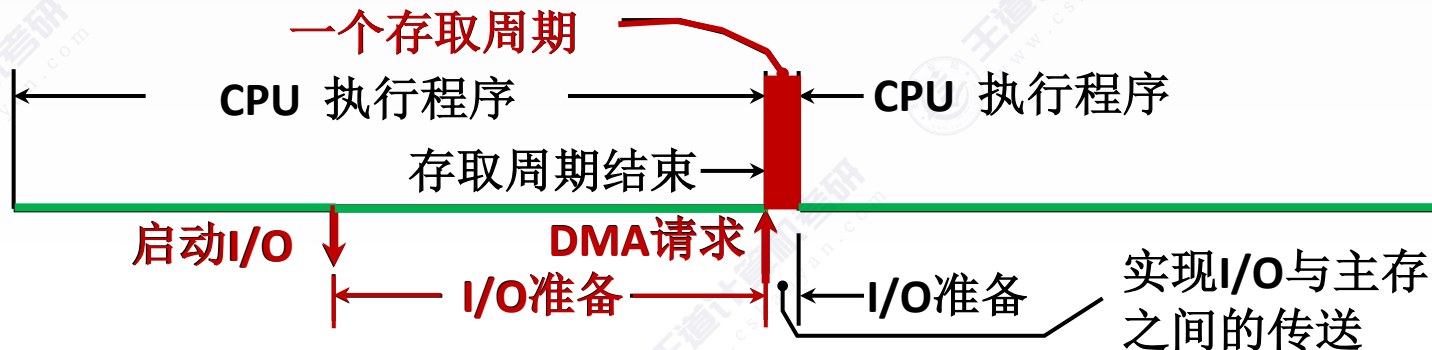 一个存取周期
CPU 执行程序
CPU 执行程序
存取周期结束
启动I/O
DMA请求
I/O准备
I/O准备
实现I/O与主存
之间的传送